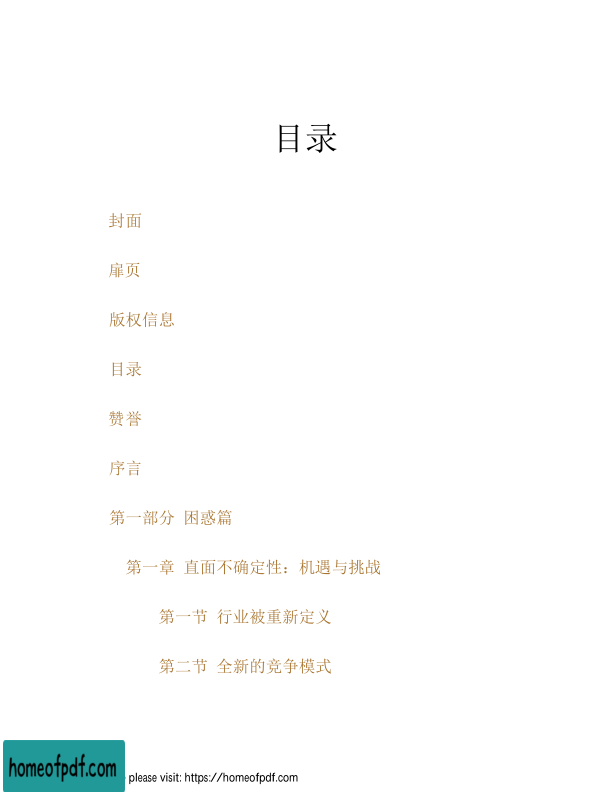 目录
封面
扉页
版权信息
目录
赞誉
序言
第一部分 困惑篇
第一章 直面不确定性：机遇与挑战
第一节 行业被重新定义
第二节 全新的竞争模式
homeofpdf.com
please visit: https://homeofpdf.com